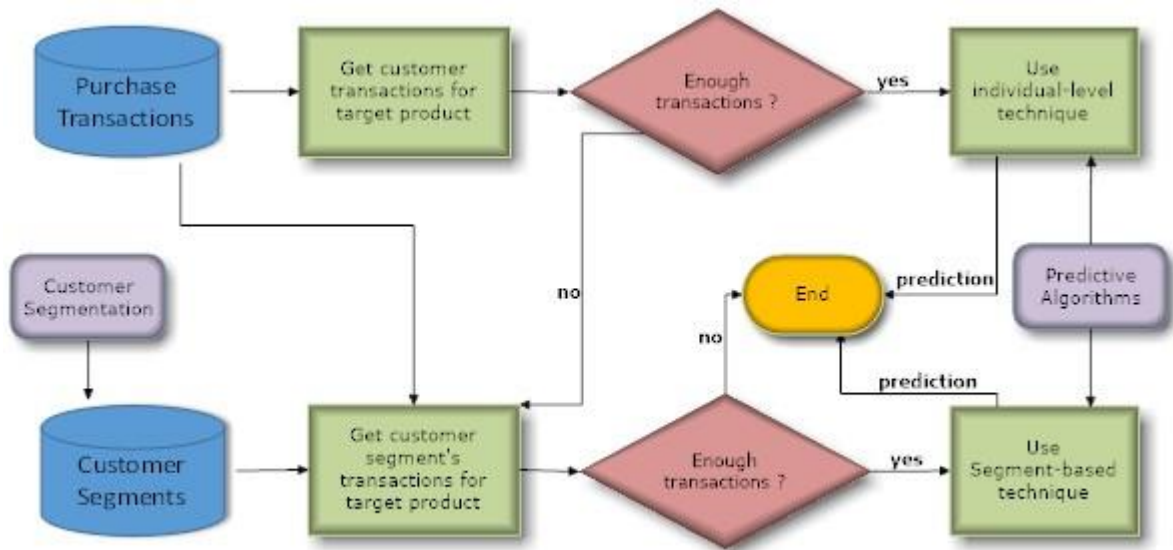 Purchase
Transactions
Get customer
transactions for
target product
Enough
transactions ?
yes
Use
individual-level
technique
Customer
Segmentation
no
End
prediction
Predictive
Algorithms
no
prediction
Customer
Segments
Get customer
segment's
transactions for
target product
Enough
transactions ?
yes
Use
Segment-based
technique